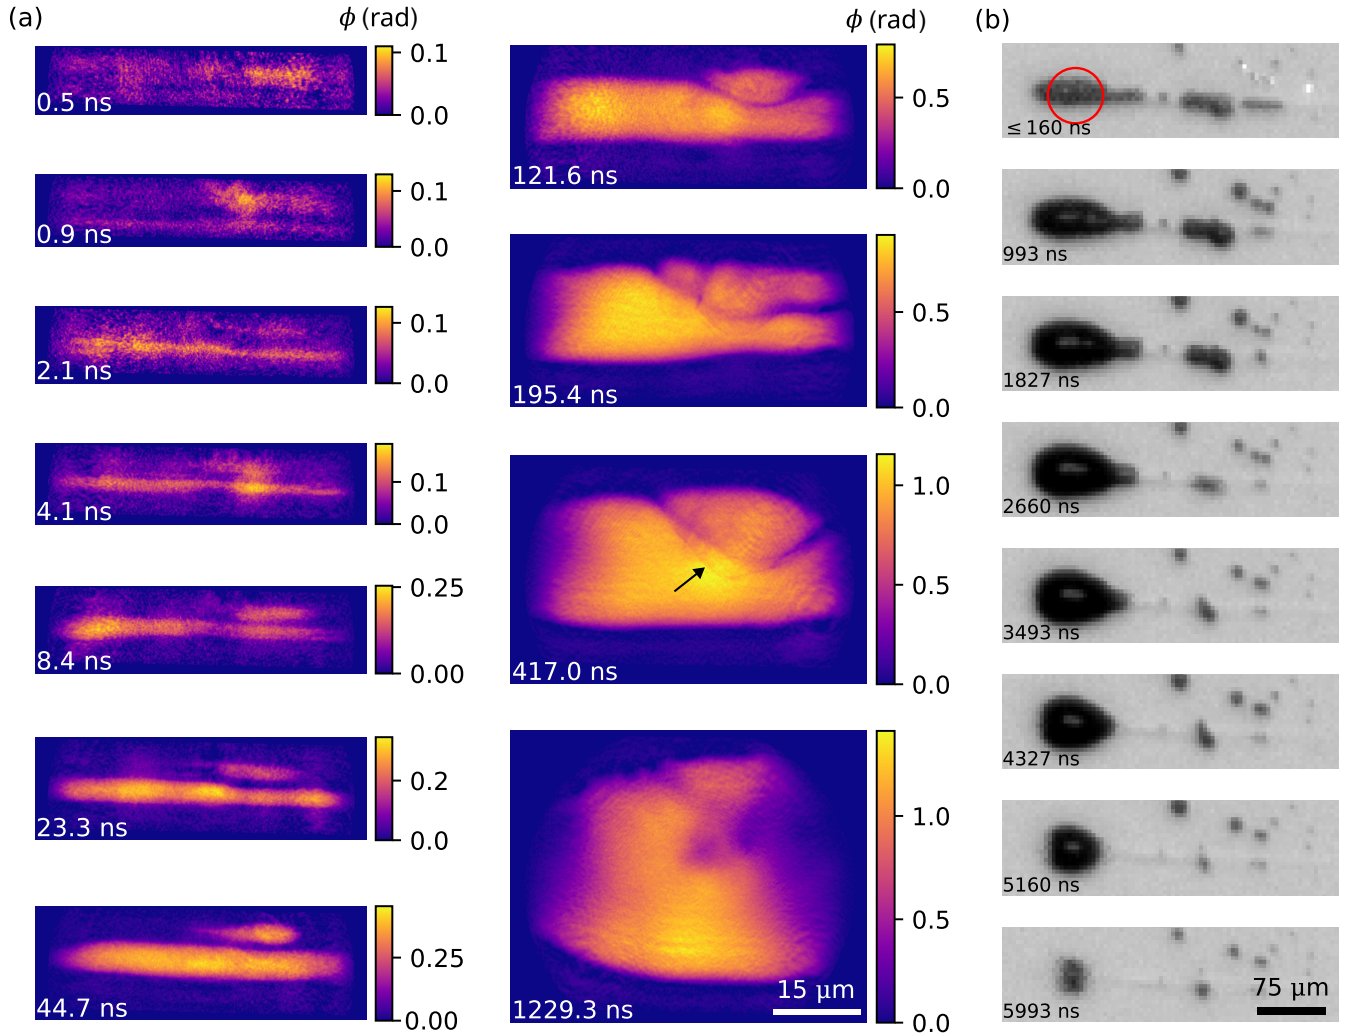 (a)
ϕ (rad)
0.1
0.0
0.5 ns
0.1
0.0
0.9 ns
0.1
0.0
2.1 ns
0.1
0.0
4.1 ns
0.25
0.00
8.4 ns
0.2
0.0
23.3 ns
0.25
0.00
44.7 ns
ϕ (rad)
0.5
0.0
121.6 ns
0.5
0.0
195.4 ns
1.0
0.5
0.0
417.0 ns
1.0
0.5
0.0
1229.3 ns
15 µm
(b)
≤ 160 ns
993 ns
1827 ns
2660 ns
3493 ns
4327 ns
5160 ns
5993 ns
75 µm